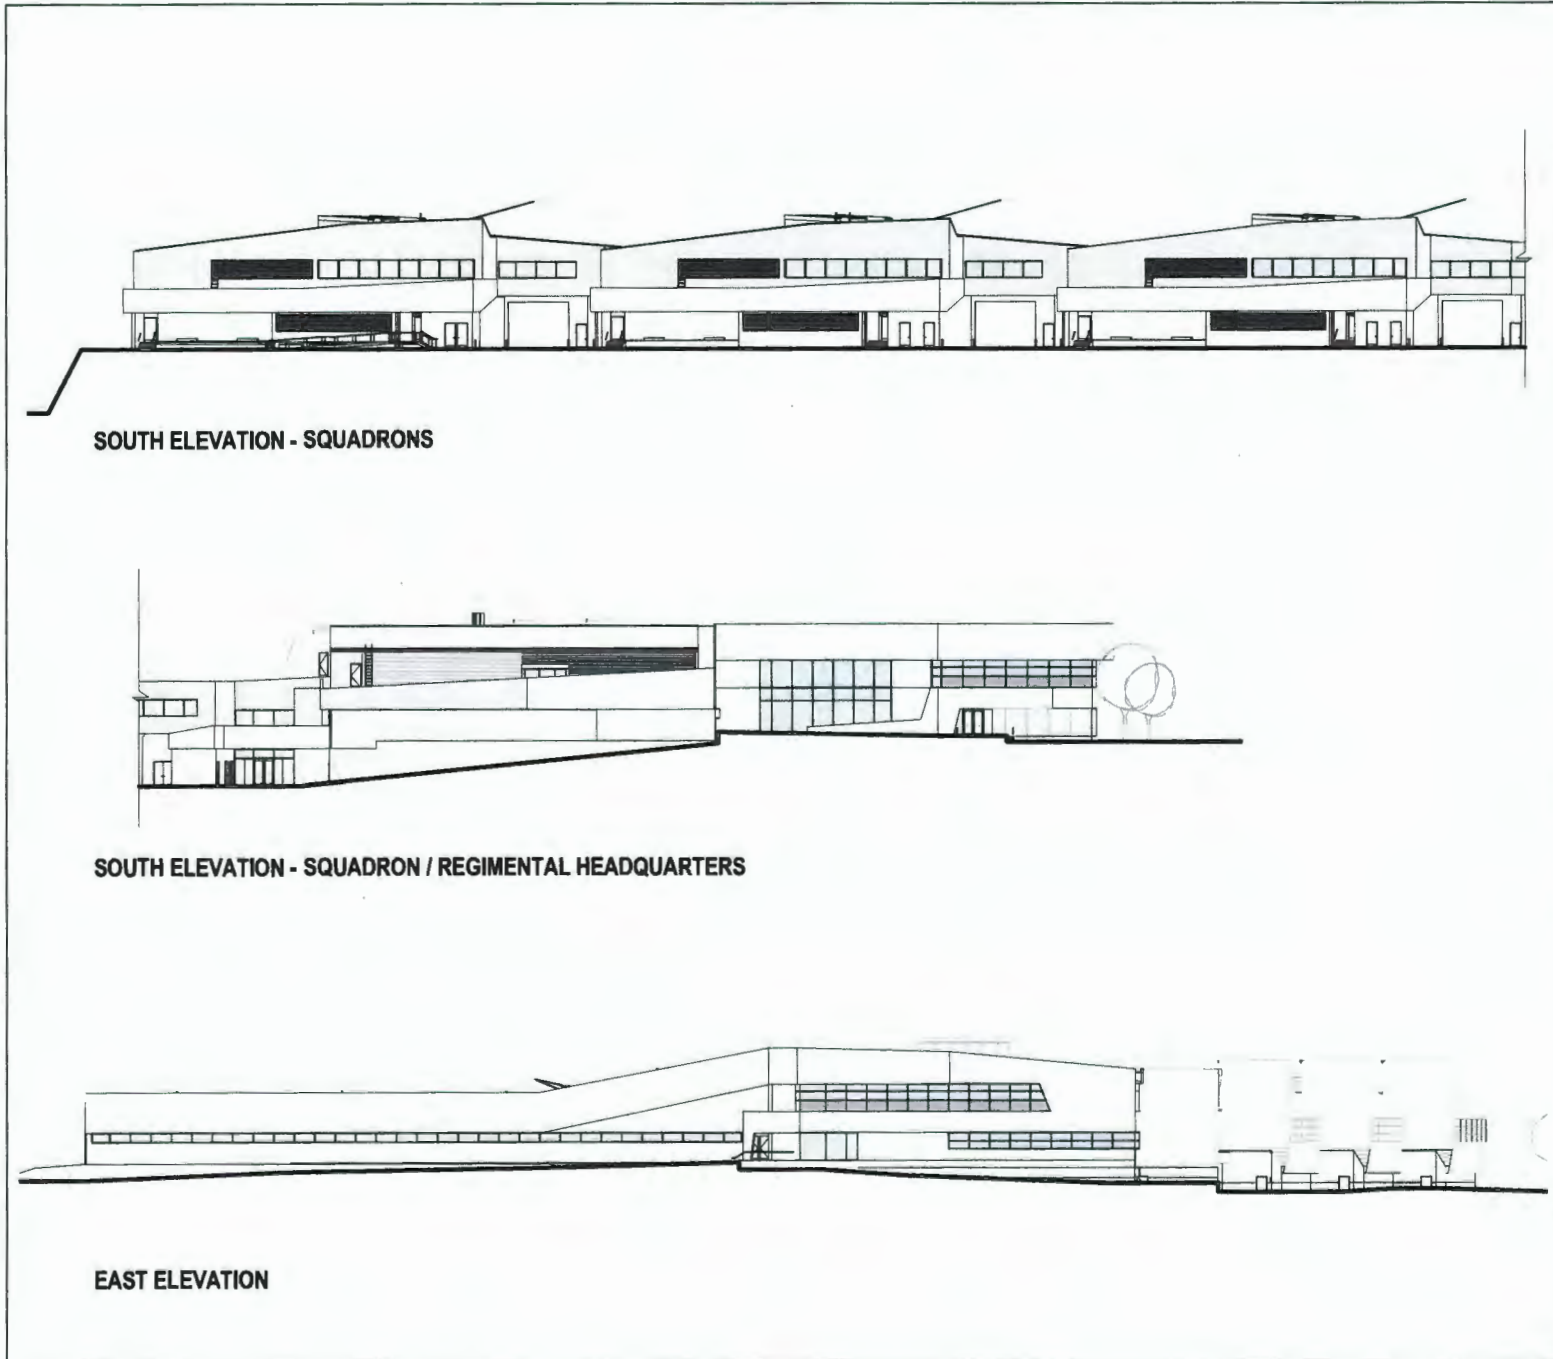 SOUTH ELEVATION - SQUADRONS
SOUTH ELEVATION - SQUADRON / REGIMENTAL HEADQUARTERS
EAST ELEVATION